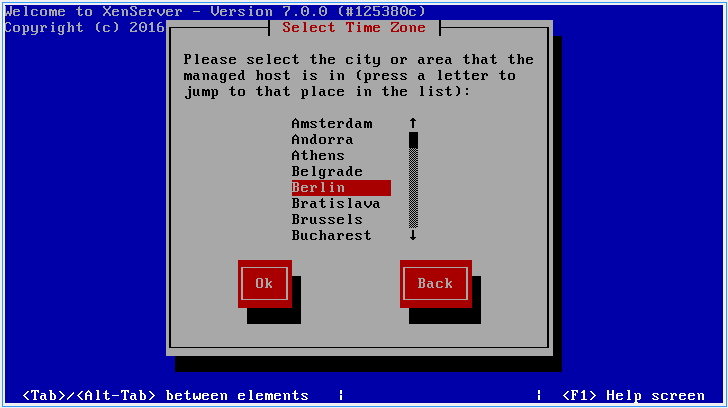 Welcome to XenServer - Version 7.0.0 (#125380c)
Copyright (c) 2016
Select Time Zone
Please select the city or area that the
managed host is in (press a letter to
jump to that place in the list):
Amsterdam ↑
Andorra
Athens
Belgrade
Berlin
Bratislava
Brussels
Bucharest ↓
Ok Back
<Tab>/<Alt-Tab> between elements | | <F1> Help screen